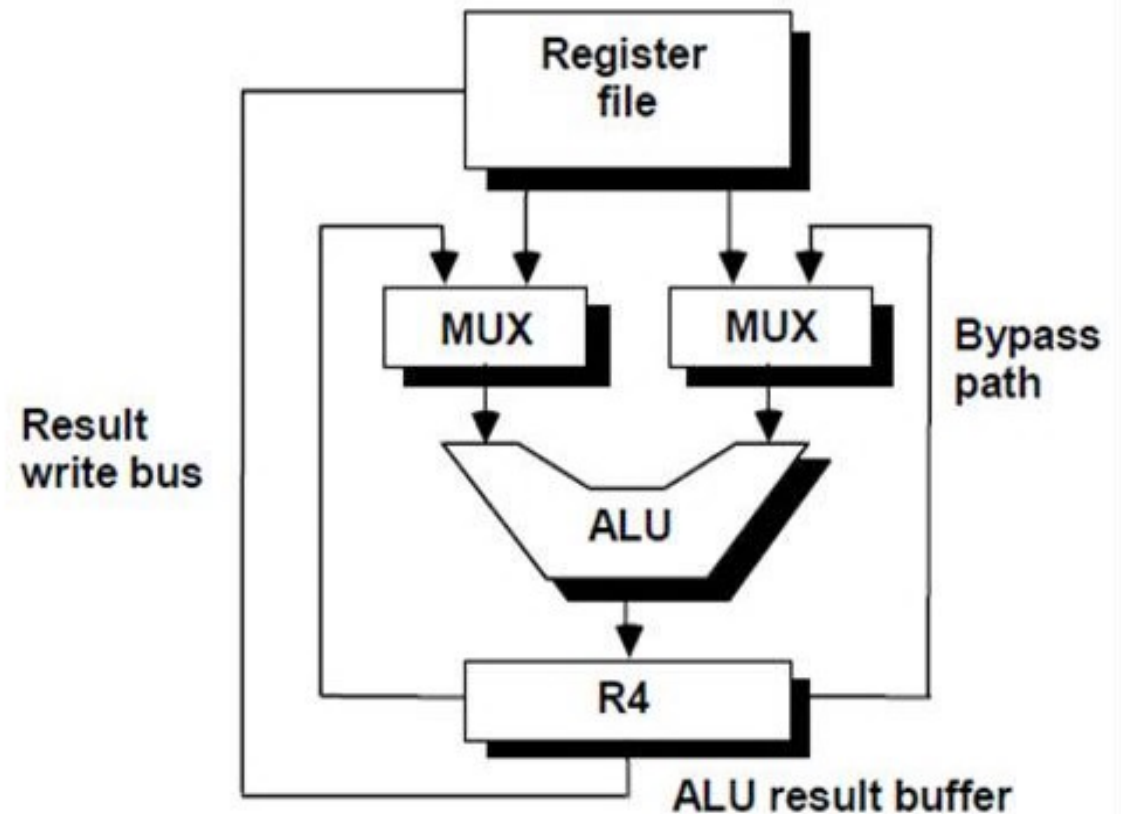 Register
file
MUX
MUX
Bypass
path
Result
write bus
ALU
R4
ALU result buffer